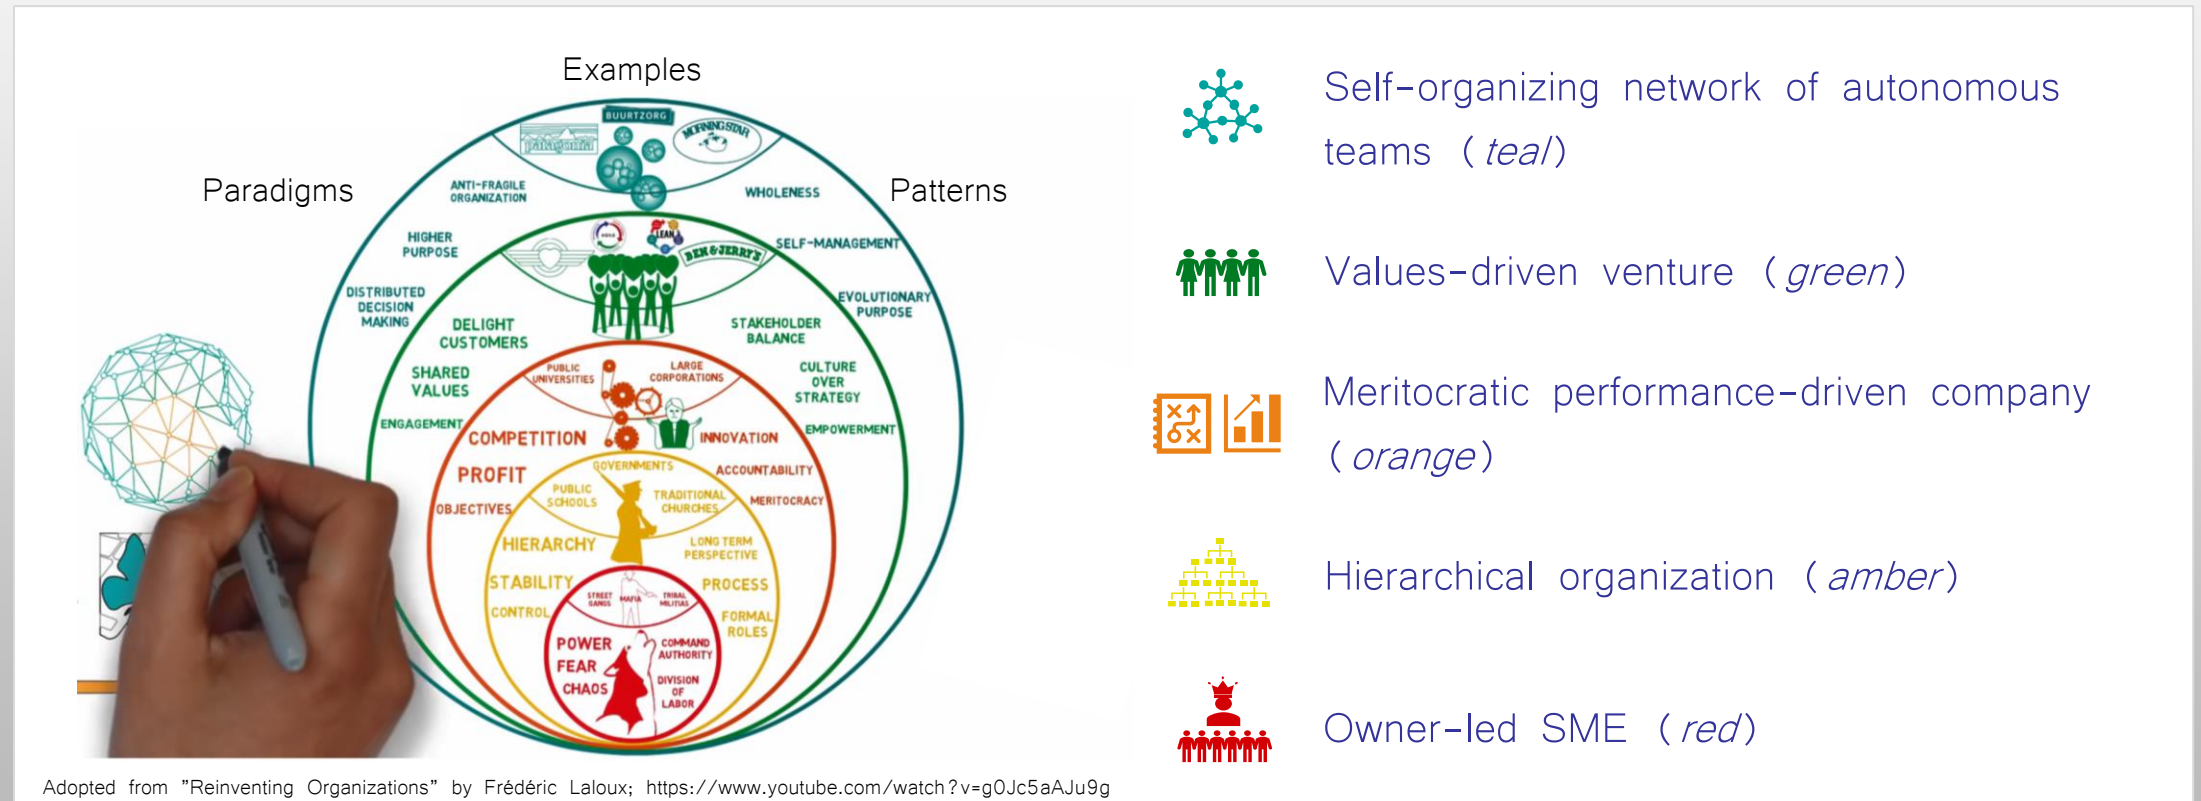 Examples
Paradigms
Patterns
BUURTZORG
patagonia
MORNING STAR
ANTI-FRAGILE
ORGANIZATION
WHOLENESS
HIGHER
PURPOSE
SELF-MANAGEMENT
DISTRIBUTED
DECISION
MAKING
EVOLUTIONARY
PURPOSE
LEAN
BEN & JERRY'S
DELIGHT
CUSTOMERS
STAKEHOLDER
BALANCE
SHARED
VALUES
CULTURE
OVER
STRATEGY
ENGAGEMENT
EMPOWERMENT
PUBLIC
UNIVERSITIES
LARGE
CORPORATIONS
COMPETITION
INNOVATION
PROFIT
ACCOUNTABILITY
OBJECTIVES
MERITOCRACY
GOVERNMENTS
PUBLIC
SCHOOLS
TRADITIONAL
CHURCHES
HIERARCHY
LONG TERM
PERSPECTIVE
STABILITY
PROCESS
CONTROL
FORMAL
ROLES
STREET
GANGS
MAFIA
TRIBAL
MILITIAS
POWER
FEAR
CHAOS
COMMAND
AUTHORITY
DIVISION
OF
LABOR
Self-organizing network of autonomous
teams (teal)
Values-driven venture (green)
Meritocratic performance-driven company
(orange)
Hierarchical organization (amber)
Owner-led SME (red)
Adopted from ”Reinventing Organizations” by Frédéric Laloux; https://www.youtube.com/watch?v=g0Jc5aAJu9g